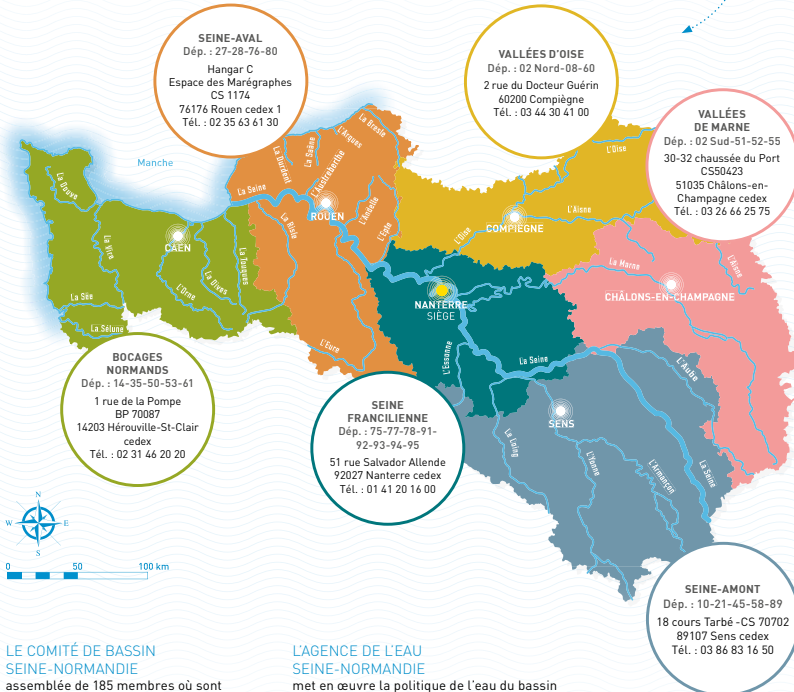 SEINE-AVAL
Dép. : 27-28-76-80
Hangar C
Espace des Marégraphes
CS 1174
76176 Rouen cedex 1
Tél. : 02 35 63 61 30
VALLÉES D'OISE
Dép. : 02 Nord-08-60
2 rue du Docteur Guérin
60200 Compiègne
Tél. : 03 44 30 41 00
VALLÉES
DE MARNE
Dép. : 02 Sud-51-52-55
30-32 chaussée du Port
CS50423
51035 Châlons-en-
Champagne cedex
Tél. : 03 26 66 25 75
Manche
La Douve
La Vire
La Sée
La Sélune
CAEN
L'Orne
La Dives
La Touques
La Seine
La Durdent
La Saâne
L'Austreberthe
L'Arques
La Bresle
ROUEN
La Risle
L'Andelle
L'Epte
L'Eure
L'Oise
L'Oise
L'Aisne
COMPIÈGNE
La Marne
L'Aisne
CHÂLONS-EN-CHAMPAGNE
NANTERRE
SIÈGE
L'Essonne
La Seine
L'Aube
SENS
Le Loing
L'Yonne
L'Armançon
La Seine
BOCAGES
NORMANDS
Dép. : 14-35-50-53-61
1 rue de la Pompe
BP 70087
14203 Hérouville-St-Clair
cedex
Tél. : 02 31 46 20 20
SEINE
FRANCILIENNE
Dép. : 75-77-78-91-
92-93-94-95
51 rue Salvador Allende
92027 Nanterre cedex
Tél. : 01 41 20 16 00
SEINE-AMONT
Dép. : 10-21-45-58-89
18 cours Tarbé -CS 70702
89107 Sens cedex
Tél. : 03 86 83 16 50
N
W E
S
0 50 100 km
LE COMITÉ DE BASSIN
SEINE-NORMANDIE
assemblée de 185 membres où sont
L'AGENCE DE L'EAU
SEINE-NORMANDIE
met en œuvre la politique de l'eau du bassin